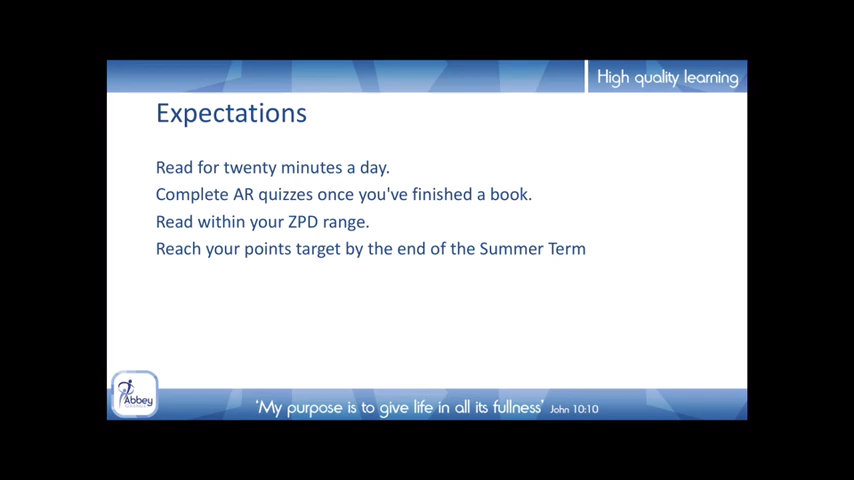 High quality learning
Expectations
Read for twenty minutes a day.
Complete AR quizzes once you've finished a book.
Read within your ZPD range.
Reach your points target by the end of the Summer Term
Abbey
'My purpose is to give life in all its fullness' John 10:10